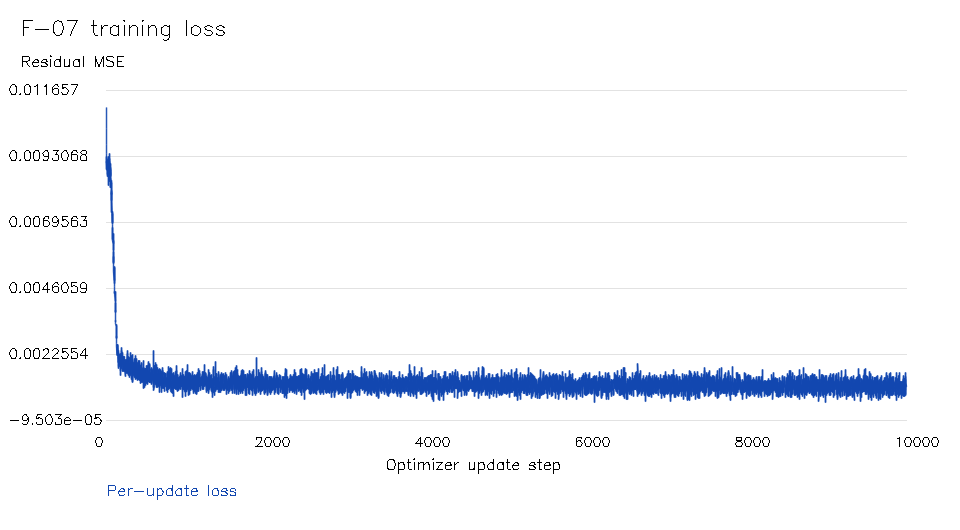 F-07 training loss
Residual MSE
0.011657
0.0093068
0.0069563
0.0046059
0.0022554
-9.503e-05
0 2000 4000 6000 8000 10000
Optimizer update step
Per-update loss